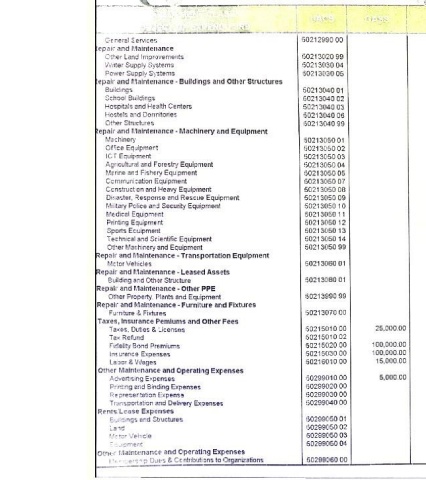 General Services 50212990 00
Repair and Maintenance
Other Land Improvements 50213020 99
Water Supply Systems 50213030 04
Power Supply Systems 50213030 05
Repair and Maintenance - Buildings and Other Structures
Buildings 50213040 01
School Buildings 50213040 02
Hospitals and Health Centers 50213040 03
Hostels and Dormitories 50213040 06
Other Structures 50213040 99
Repair and Maintenance - Machinery and Equipment
Machinery 50213050 01
Office Equipment 50213050 02
ICT Equipment 50213050 03
Agricultural and Forestry Equipment 50213050 04
Marine and Fishery Equipment 50213050 05
Communication Equipment 50213050 07
Construction and Heavy Equipment 50213050 08
Disaster, Response and Rescue Equipment 50213050 09
Military Police and Security Equipment 50213050 10
Medical Equipment 50213050 11
Printing Equipment 50213050 12
Sports Equipment 50213050 13
Technical and Scientific Equipment 50213050 14
Other Machinery and Equipment 50213050 99
Repair and Maintenance - Transportation Equipment
Motor Vehicles 50213060 01
Repair and Maintenance - Leased Assets
Building and Other Structure 50213080 01
Repair and Maintenance - Other PPE
Other Property, Plants and Equipment 50213990 99
Repair and Maintenance - Furniture and Fixtures
Furniture & Fixtures 50213070 00
Taxes, Insurance Pemiums and Other Fees
Taxes, Duties & Licenses 50215010 00 25,000.00
Tax Refund 50215010 02
Fidelity Bond Premiums 50215020 00 100,000.00
Insurance Expenses 50215030 00 100,000.00
Labor & Wages 50216010 00 15,000.00
Other Maintenance and Operating Expenses
Advertising Expenses 50299010 00 5,000.00
Printing and Binding Expenses 50299020 00
Representation Expense 50299030 00
Transportation and Delivery Expenses 50299040 00
Rents/Lease Expenses
Buildings and Structures 50299050 01
Land 50299050 02
Motor Vehicle 50299050 03
Equipment 50299050 04
Other Maintenance and Operating Expenses
Membership Dues & Contributions to Organizations 50299060 00